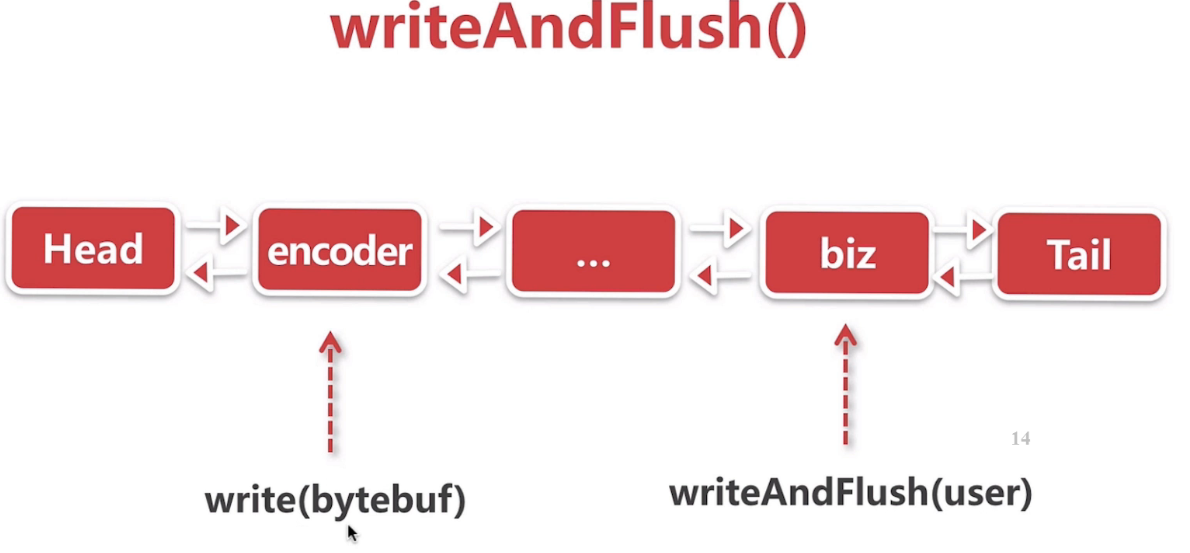 writeAndFlush()
Head
encoder
...
biz
Tail
14
write(bytebuf)
writeAndFlush(user)